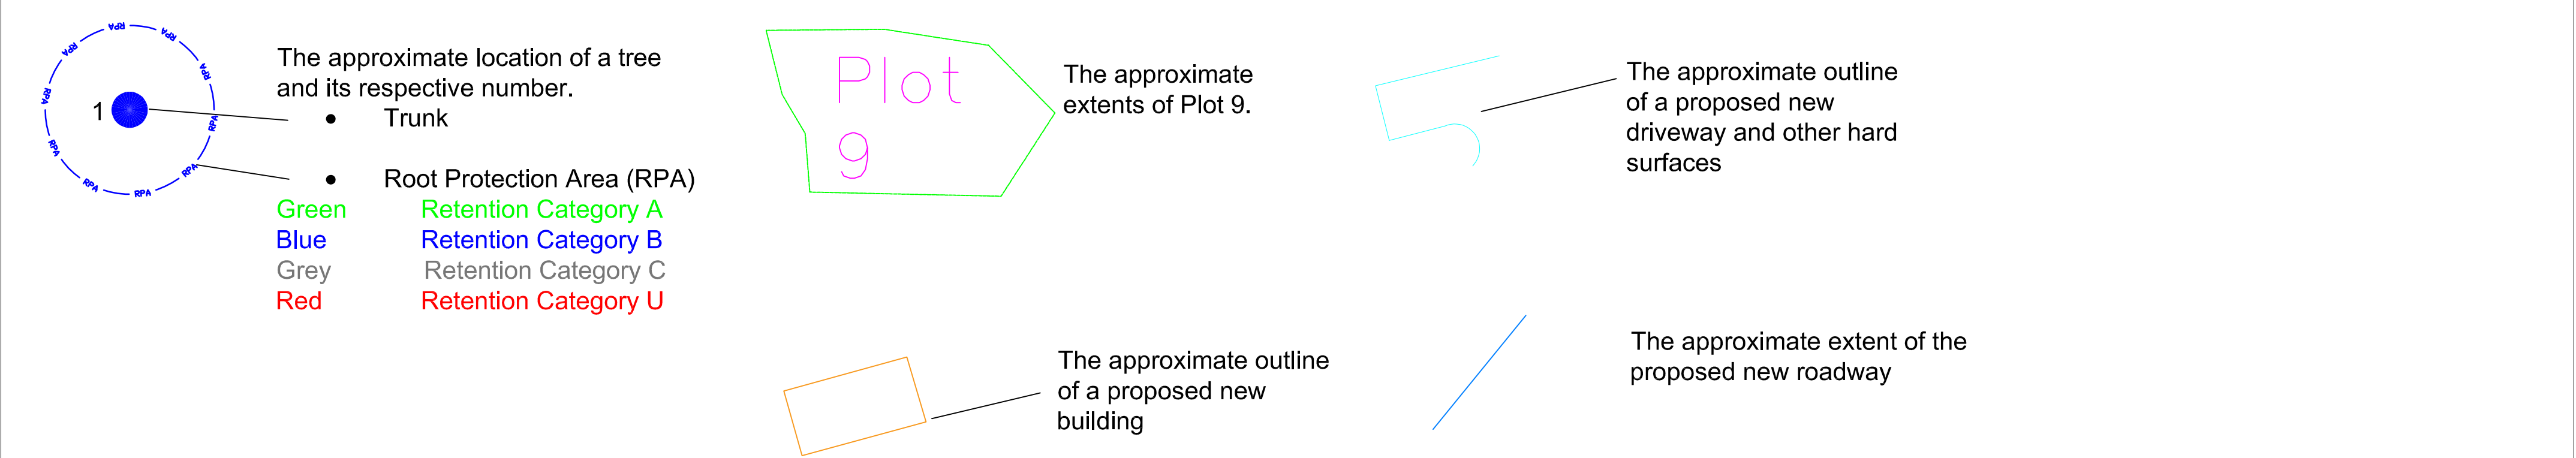 The approximate location of a tree
and its respective number.
• Trunk
• Root Protection Area (RPA)
Green Retention Category A
Blue Retention Category B
Grey Retention Category C
Red Retention Category U
1
RPA
RPA
RPA
RPA
RPA
RPA
RPA
RPA
RPA
RPA
RPA
Plot
9
The approximate
extents of Plot 9.
The approximate outline
of a proposed new
building
The approximate outline
of a proposed new
driveway and other hard
surfaces
The approximate extent of the
proposed new roadway